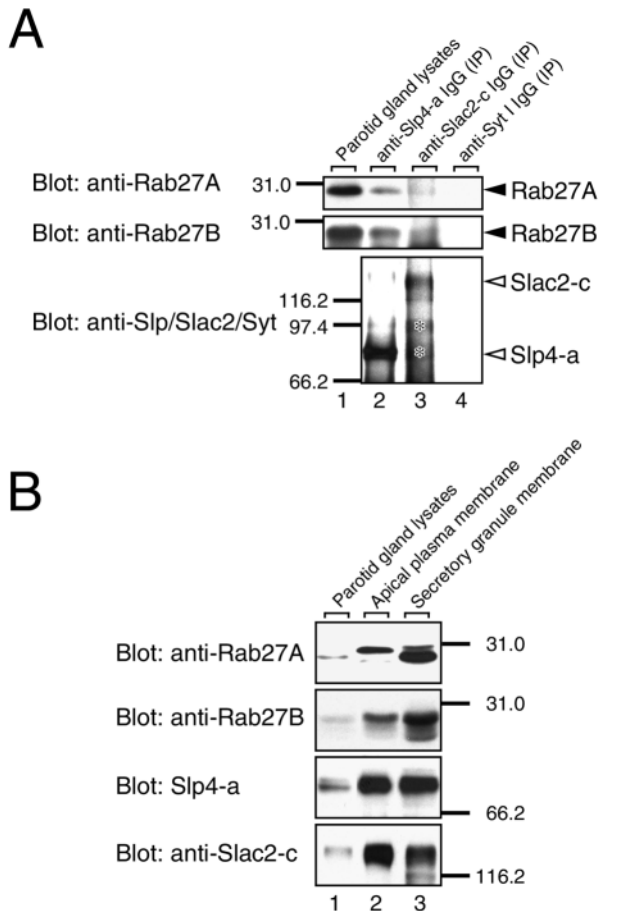 A
Parotid gland lysates
anti-Slp4-a IgG (IP)
anti-Slac2-c IgG (IP)
anti-Syt I IgG (IP)
Blot: anti-Rab27A
31.0
Rab27A
31.0
Blot: anti-Rab27B
Rab27B
Slac2-c
116.2
Blot: anti-Slp/Slac2/Syt
97.4
Slp4-a
66.2
1 2 3 4
B
Parotid gland lysates
Apical plasma membrane
Secretory granule membrane
Blot: anti-Rab27A
31.0
31.0
Blot: anti-Rab27B
Blot: Slp4-a
66.2
Blot: anti-Slac2-c
116.2
1 2 3